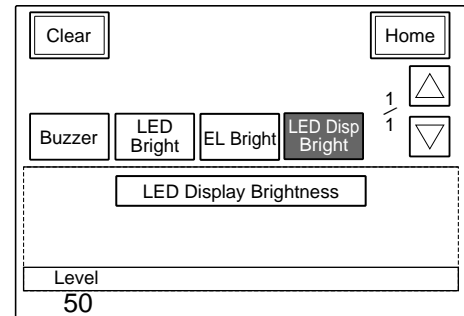 Clear
Home
1
1
Buzzer
LED
Bright
EL Bright
LED Disp
Bright
LED Display Brightness
Level
50